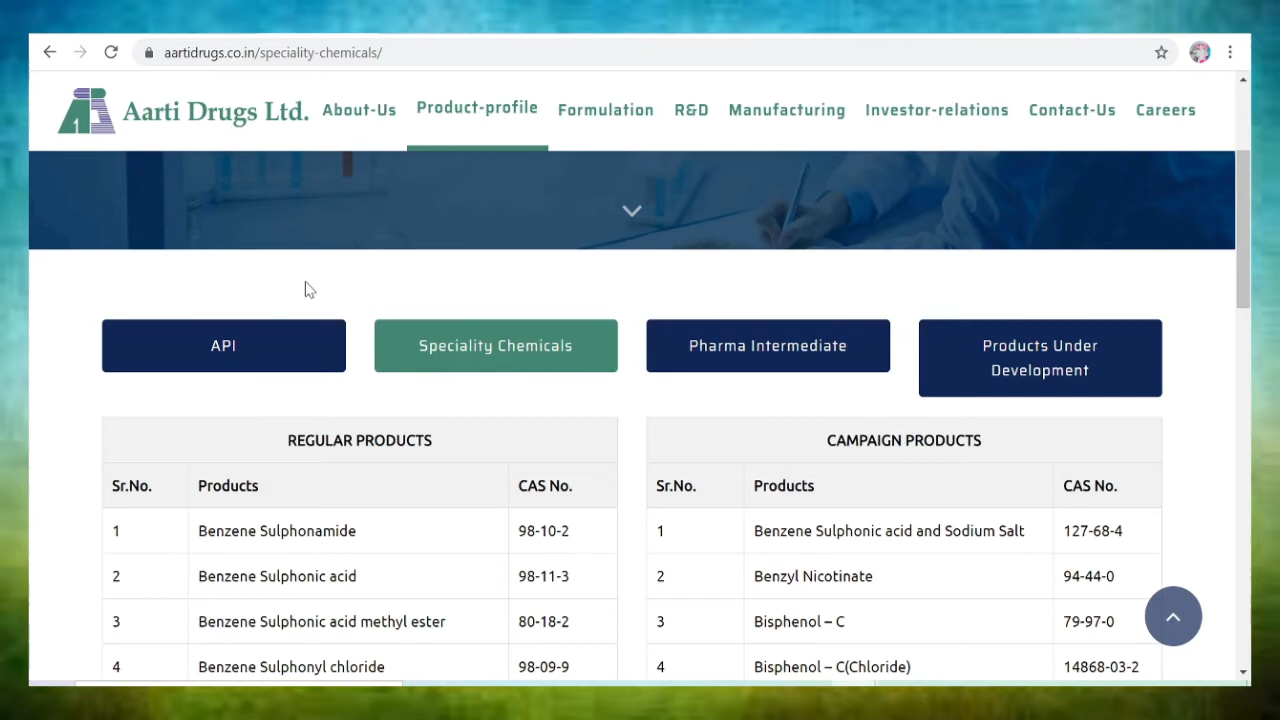 aartidrugs.co.in/speciality-chemicals/
Aarti Drugs Ltd. About-Us Product-profile Formulation R&D Manufacturing Investor-relations Contact-Us Careers
API Speciality Chemicals Pharma Intermediate Products Under
Development
REGULAR PRODUCTS
Sr.No. Products CAS No.
1 Benzene Sulphonamide 98-10-2
2 Benzene Sulphonic acid 98-11-3
3 Benzene Sulphonic acid methyl ester 80-18-2
4 Benzene Sulphonyl chloride 98-09-9
CAMPAIGN PRODUCTS
Sr.No. Products CAS No.
1 Benzene Sulphonic acid and Sodium Salt 127-68-4
2 Benzyl Nicotinate 94-44-0
3 Bisphenol – C 79-97-0
4 Bisphenol – C(Chloride) 14868-03-2